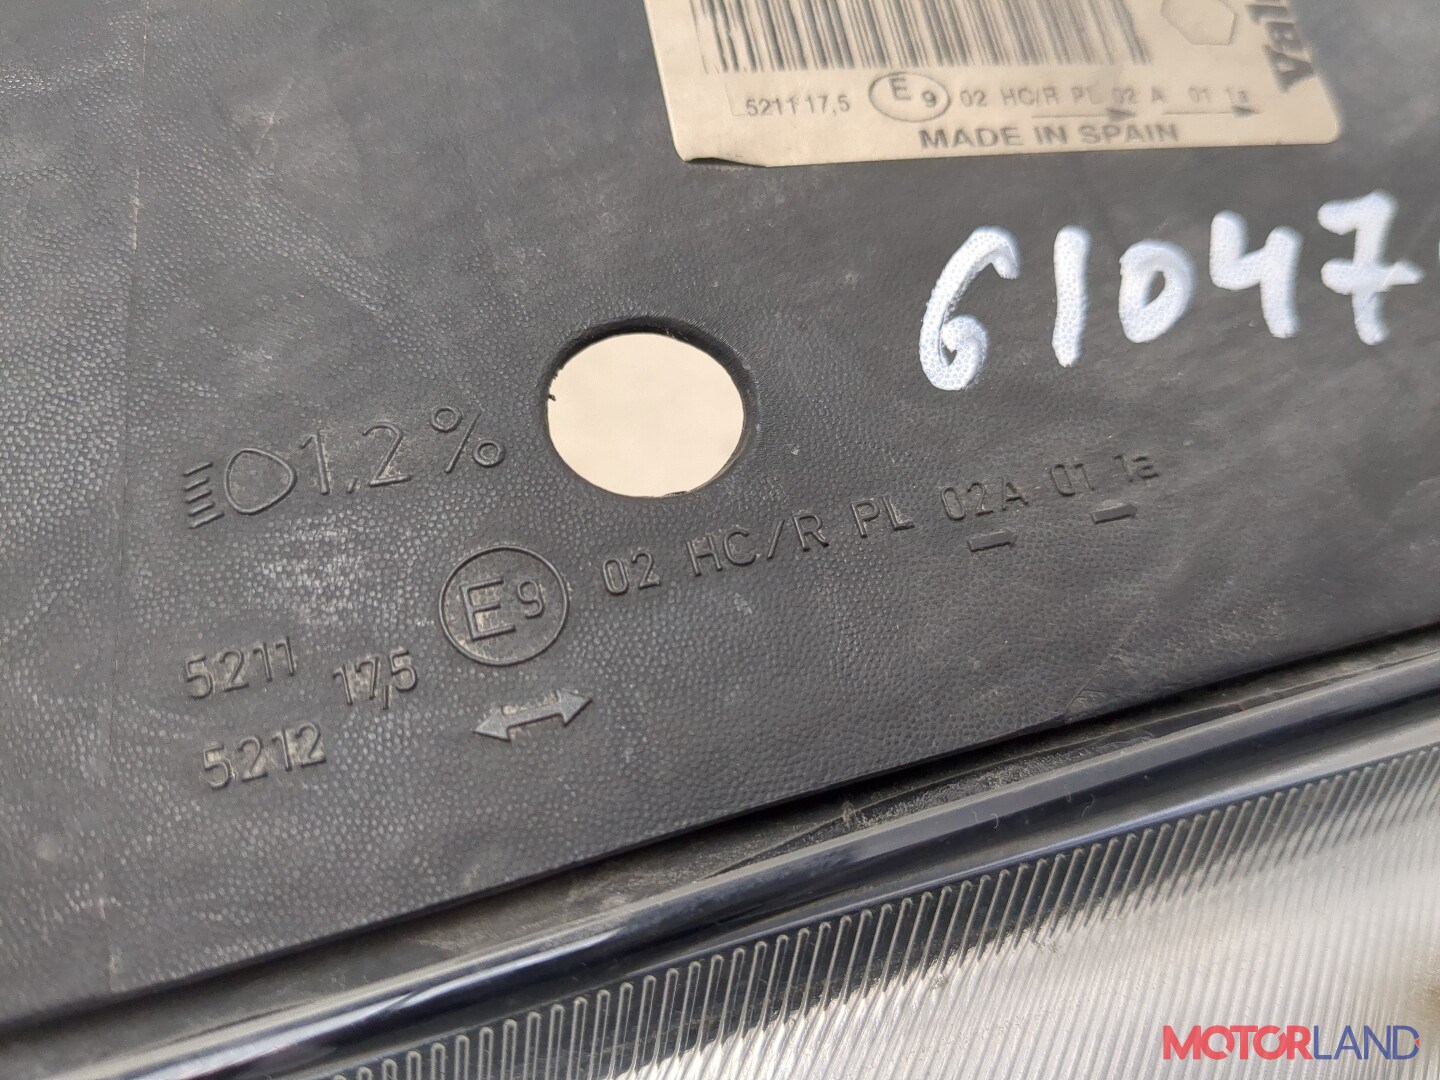 5211 17,5 E9 02 HC/R PL 02 A 01 1a
MADE IN SPAIN
61047
1,2%
E9 02 HC/R PL 02A 01 1a
5211 17,5
5212
MOTORLAND